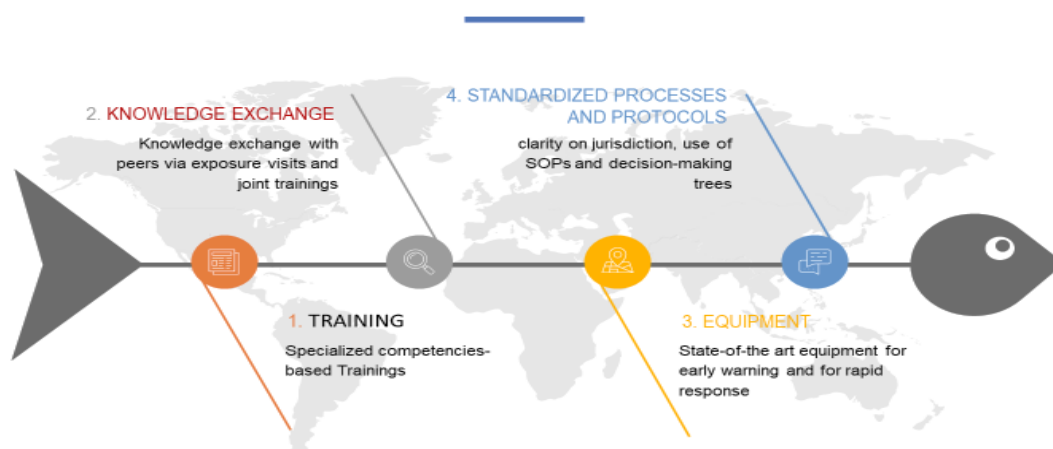 2. KNOWLEDGE EXCHANGE
Knowledge exchange with
peers via exposure visits and
joint trainings
4. STANDARDIZED PROCESSES
AND PROTOCOLS
clarity on jurisdiction, use of
SOPs and decision-making
trees
1. TRAINING
Specialized competencies-
based Trainings
3. EQUIPMENT
State-of-the art equipment for
early warning and for rapid
response